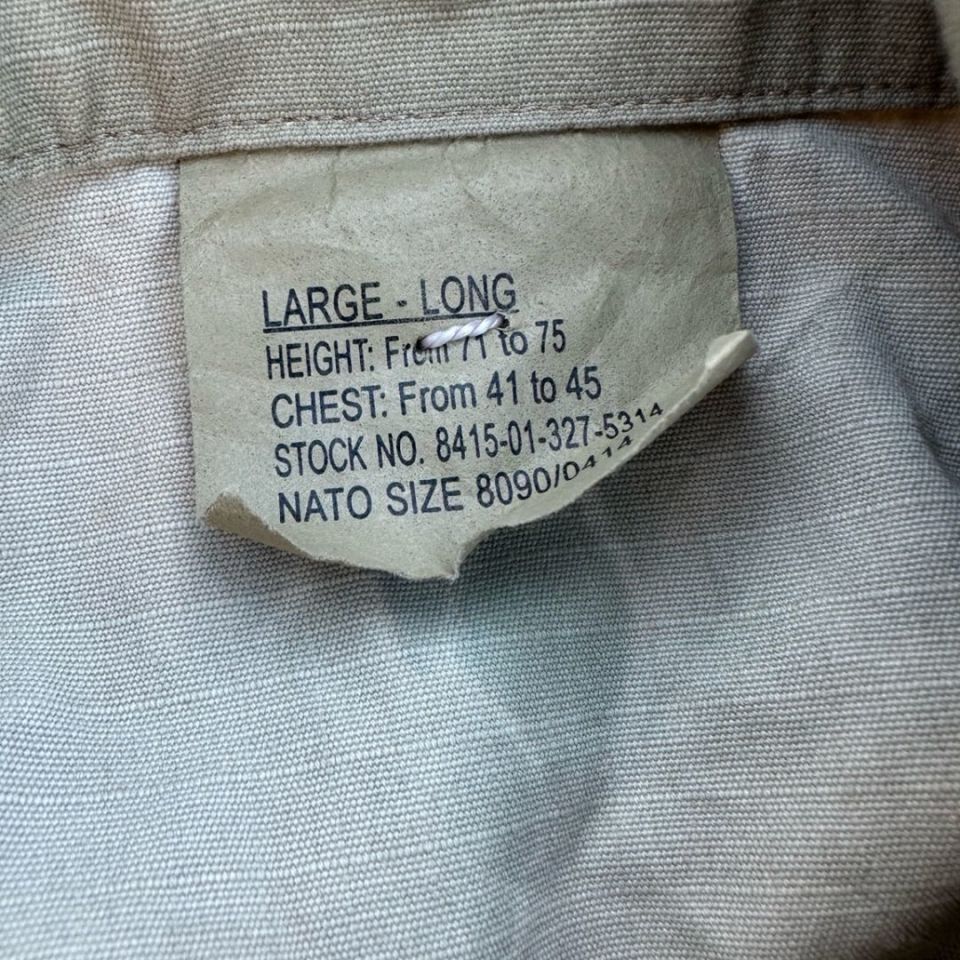 LARGE - LONG
HEIGHT: From 71 to 75
CHEST: From 41 to 45
STOCK NO. 8415-01-327-5314
NATO SIZE 8090/0414